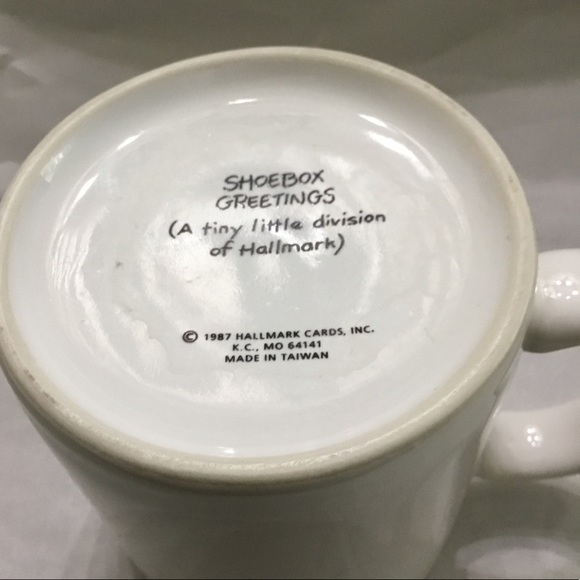 SHOEBOX
GREETINGS
(A tiny little division
of Hallmark)
© 1987 HALLMARK CARDS, INC.
K.C., MO 64141
MADE IN TAIWAN